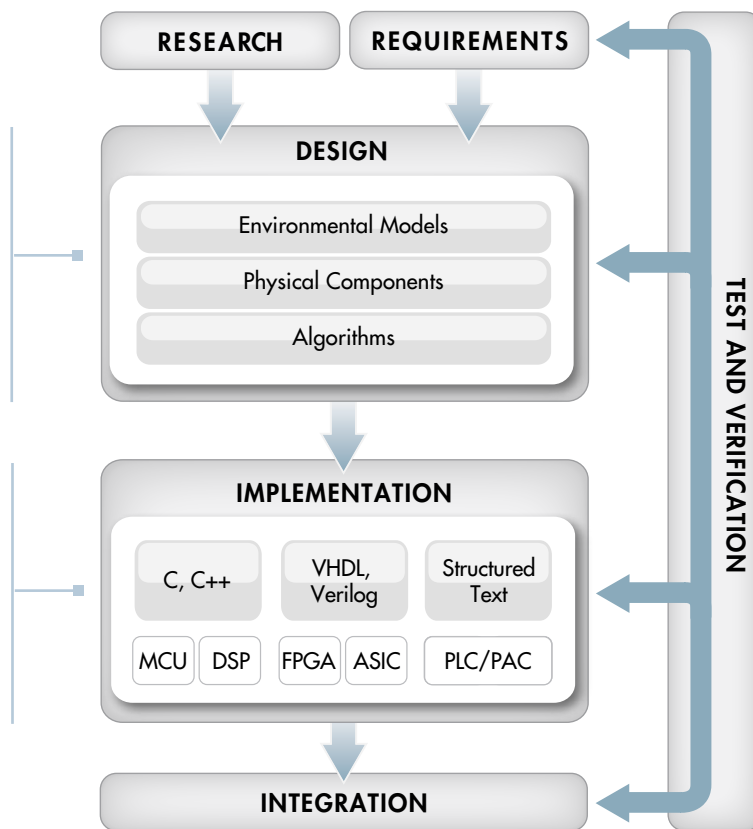 RESEARCH
REQUIREMENTS
DESIGN
Environmental Models
Physical Components
Algorithms
IMPLEMENTATION
C, C++
VHDL,
Verilog
Structured
Text
MCU
DSP
FPGA
ASIC
PLC/PAC
INTEGRATION
TEST AND VERIFICATION